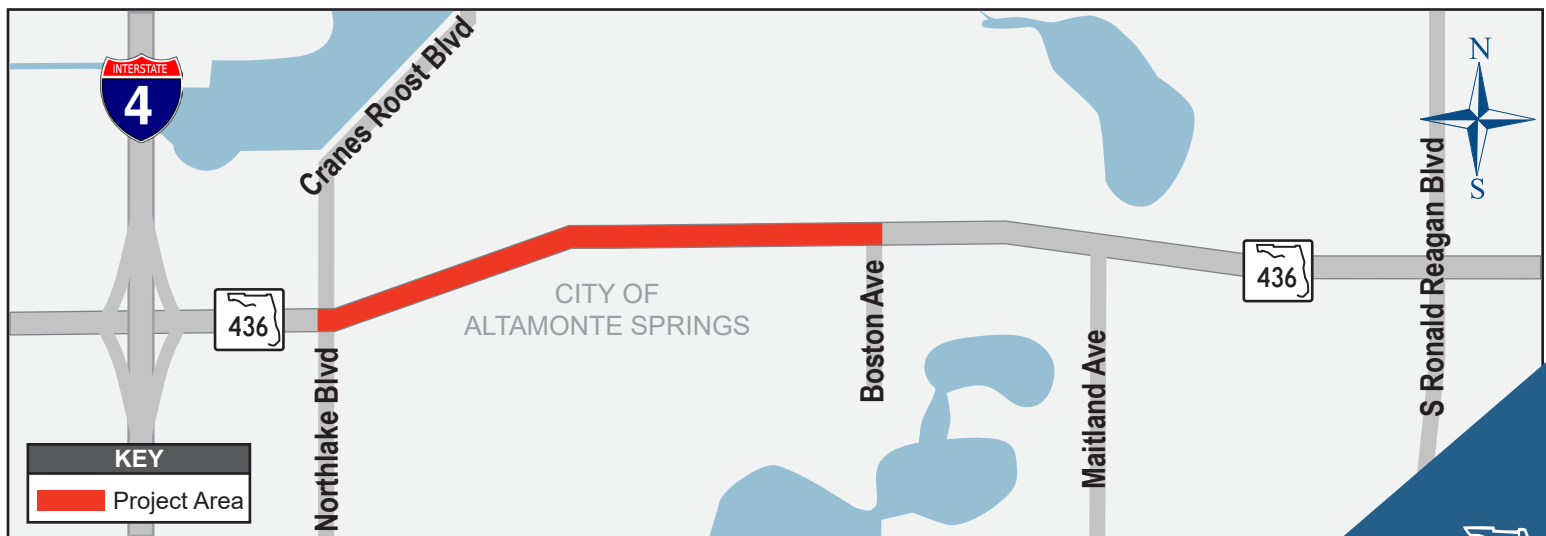 INTERSTATE
4
Cranes Roost Blvd
N
S
S Ronald Reagan Blvd
436
436
CITY OF
ALTAMONTE SPRINGS
Boston Ave
Maitland Ave
Northlake Blvd
KEY
Project Area